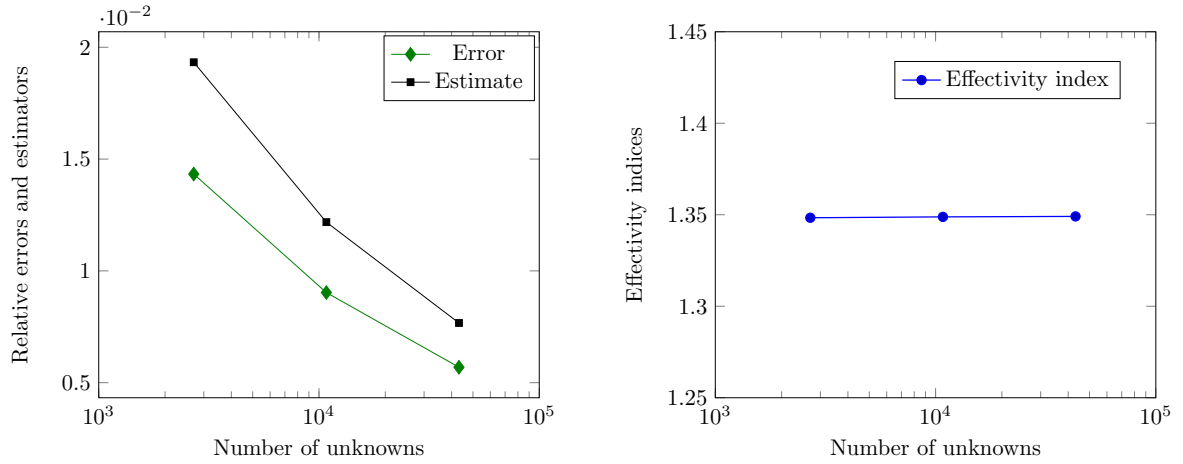 ·10⁻²
2
1.5
1
0.5
Relative errors and estimators
10³
10⁴
10⁵
Number of unknowns
Error
Estimate
1.45
1.4
1.35
1.3
1.25
Effectivity indices
10³
10⁴
10⁵
Number of unknowns
Effectivity index